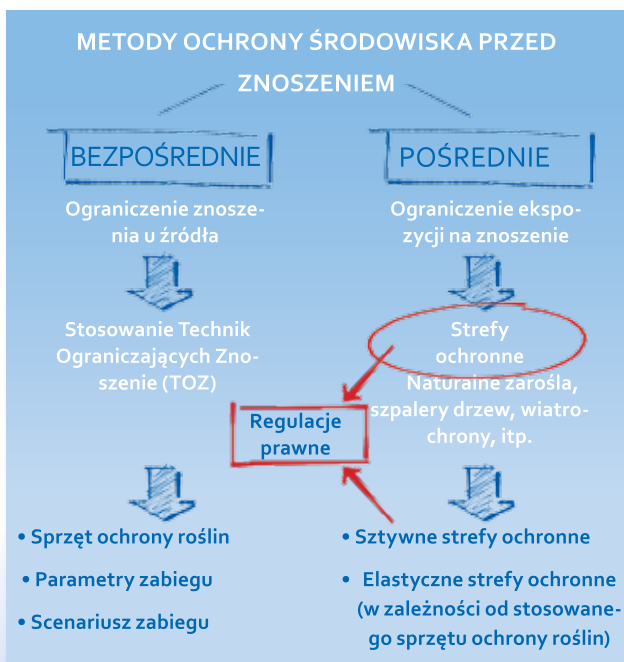 METODY OCHRONY ŚRODOWISKA PRZED
ZNOSZENIEM
BEZPOŚREDNIE
Ograniczenie znosze-
nia u źródła
Stosowanie Technik
Ograniczających Zno-
szenie (TOZ)
• Sprzęt ochrony roślin
• Parametry zabiegu
• Scenariusz zabiegu
POŚREDNIE
Ograniczenie ekspo-
zycji na znoszenie
Strefy
ochronne
Naturalne zarośla,
szpalery drzew, wiatro-
chrony, itp.
Regulacje
prawne
• Sztywne strefy ochronne
• Elastyczne strefy ochronne
(w zależności od stosowane-
go sprzętu ochrony roślin)